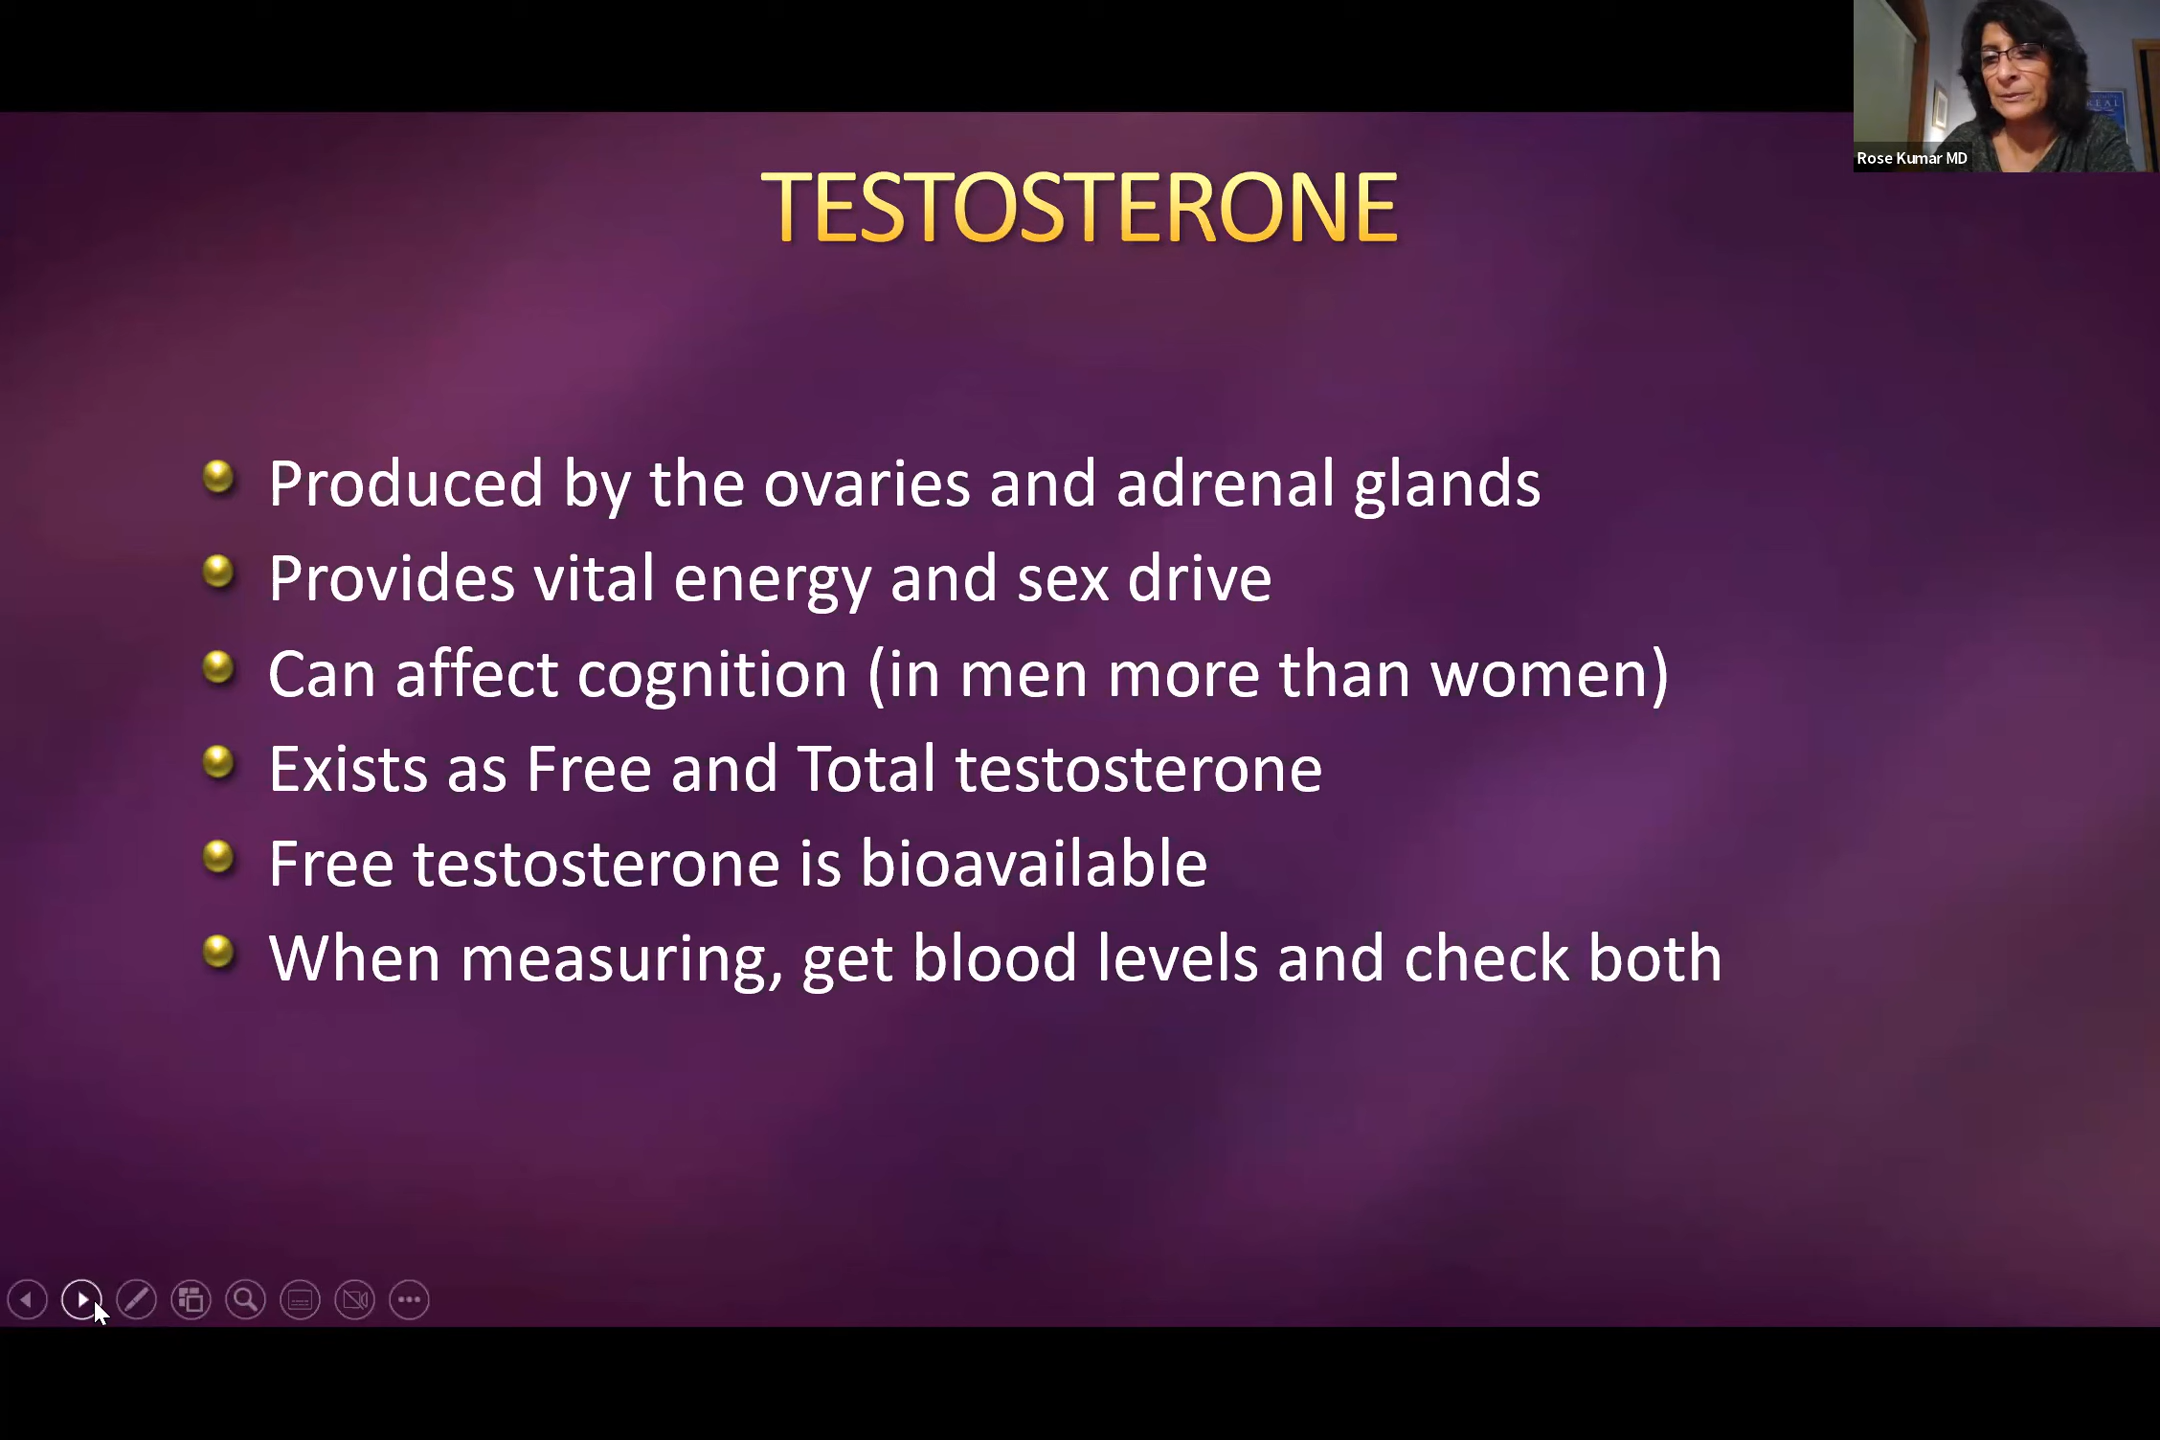 Rose Kumar MD
TESTOSTERONE
Produced by the ovaries and adrenal glands
Provides vital energy and sex drive
Can affect cognition (in men more than women)
Exists as Free and Total testosterone
Free testosterone is bioavailable
When measuring, get blood levels and check both